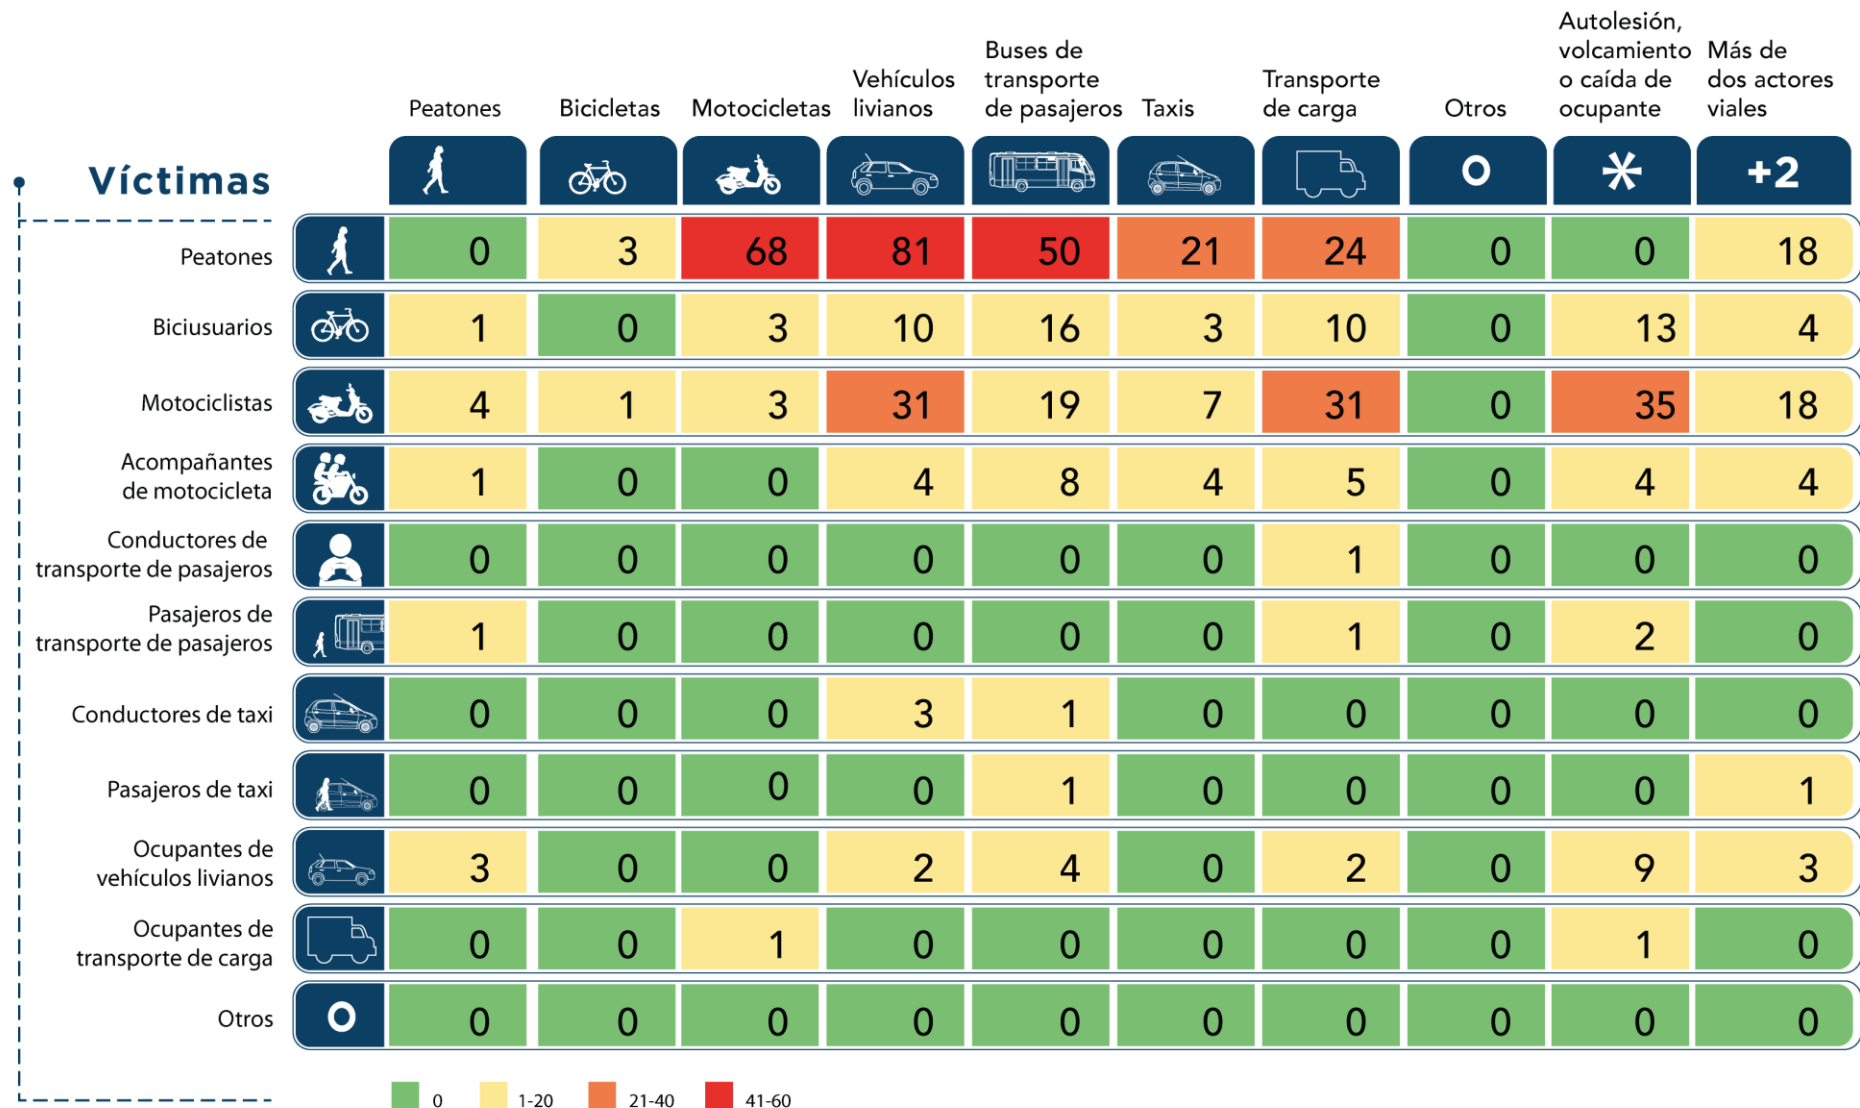 Peatones
Bicicletas
Motocicletas
Vehículos
livianos
Buses de
transporte
de pasajeros
Taxis
Transporte
de carga
Otros
Autolesión,
volcamiento
o caída de
ocupante
Más de
dos actores
viales
Víctimas
O
*
+2
Peatones
0 3 68 81 50 21 24 0 0 18
Biciusuarios
1 0 3 10 16 3 10 0 13 4
Motociclistas
4 1 3 31 19 7 31 0 35 18
Acompañantes
de motocicleta
1 0 0 4 8 4 5 0 4 4
Conductores de
transporte de pasajeros
0 0 0 0 0 0 1 0 0 0
Pasajeros de
transporte de pasajeros
1 0 0 0 0 0 1 0 2 0
Conductores de taxi
0 0 0 3 1 0 0 0 0 0
Pasajeros de taxi
0 0 0 0 1 0 0 0 0 1
Ocupantes de
vehículos livianos
3 0 0 2 4 0 2 0 9 3
Ocupantes de
transporte de carga
0 0 1 0 0 0 0 0 1 0
Otros
O
0 0 0 0 0 0 0 0 0 0
0 1-20 21-40 41-60